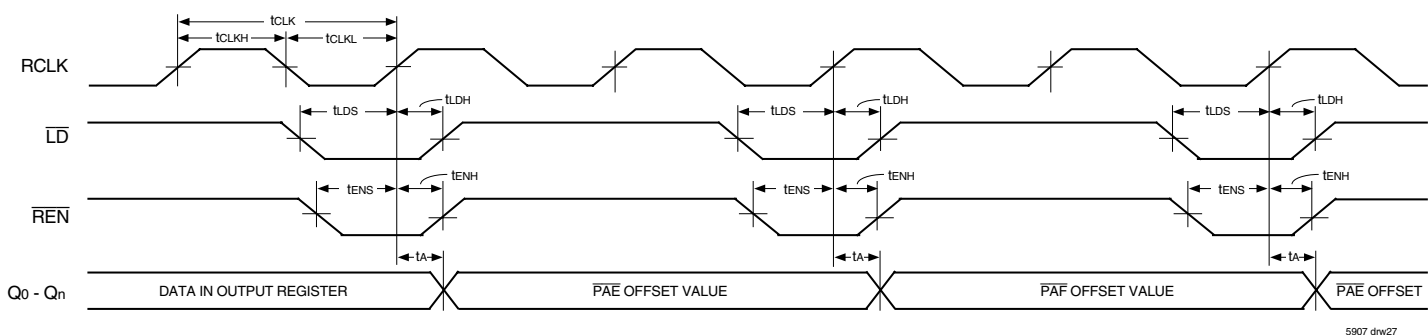 tCLK
tCLKH
tCLKL
RCLK
tLDS
tLDH
tLDS
tLDH
tLDS
tLDH
LD
tENS
tENH
tENS
tENH
tENS
tENH
REN
tA
tA
tA
Q0 - Qn
DATA IN OUTPUT REGISTER
PAE OFFSET VALUE
PAF OFFSET VALUE
PAE OFFSET
5907 drw27